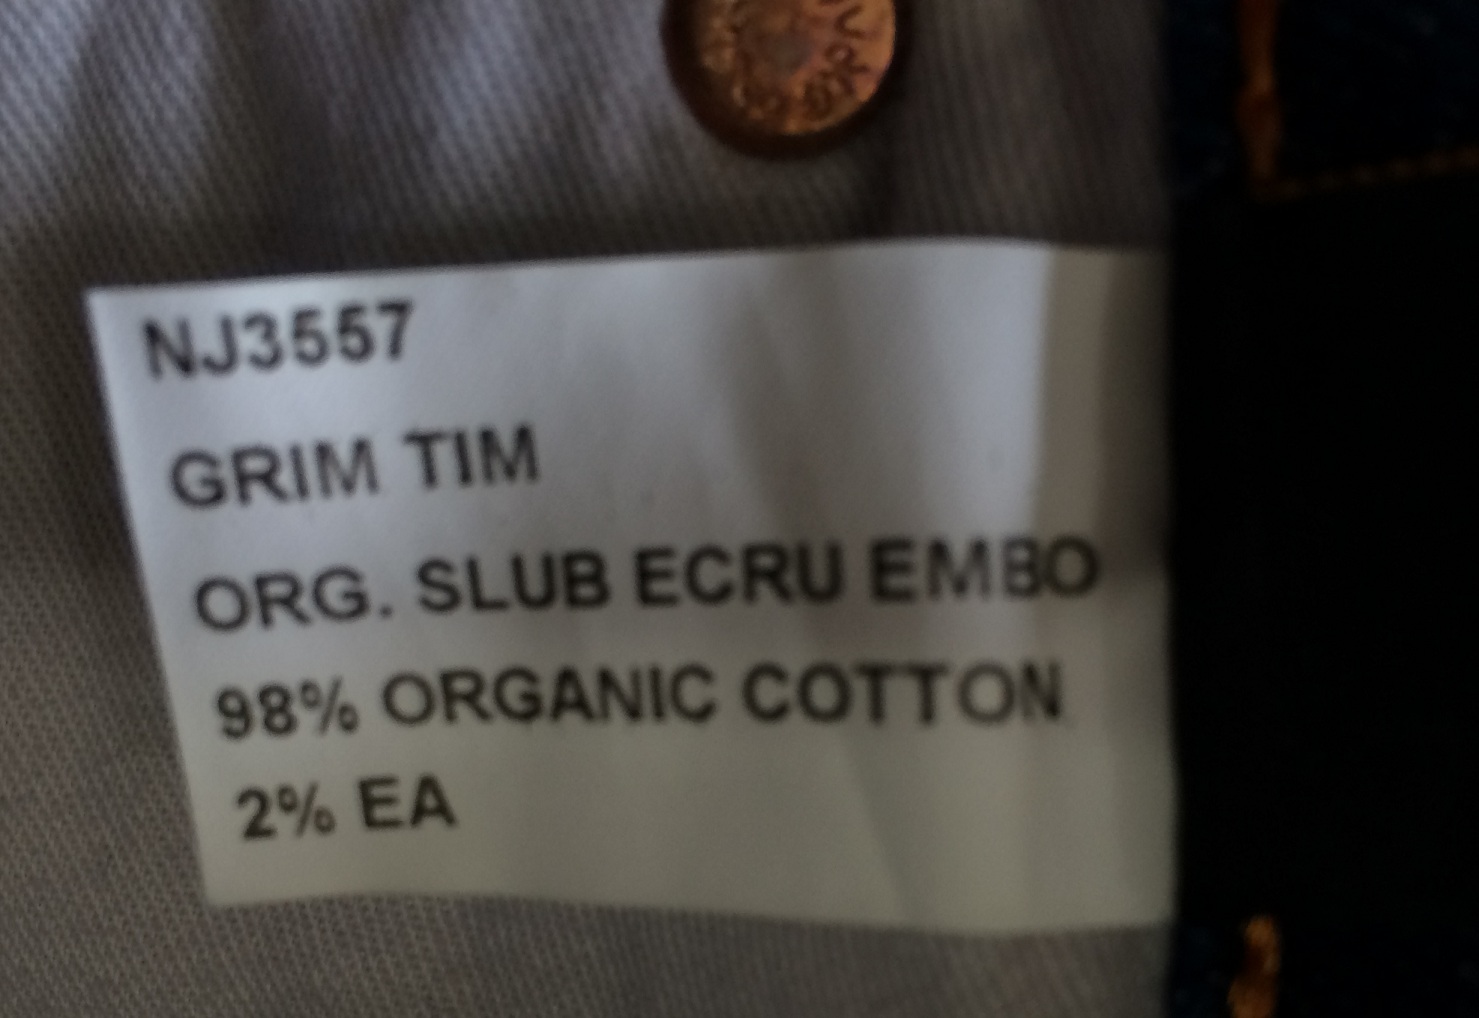 NJ3557
GRIM TIM
ORG. SLUB ECRU EMBO
98% ORGANIC COTTON
2% EA